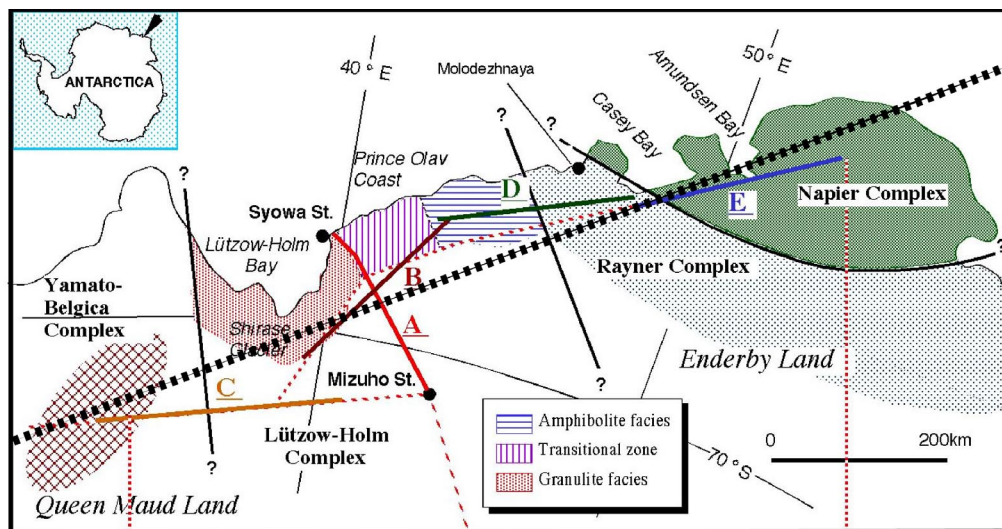 ANTARCTICA
40 ° E
50 ° E
Molodezhnaya
Amundsen Bay
Casey Bay
?
?
?
Prince Olav
Coast
D
Syowa St.
E
Napier Complex
Lützow-Holm
Bay
?
Rayner Complex
Yamato-
Belgica
Complex
B
Shirase
Glacier
A
Enderby Land
Mizuho St.
C
?
Lützow-Holm
Complex
Amphibolite facies
Transitional zone
Granulite facies
0
200km
70 ° S
?
Queen Maud Land